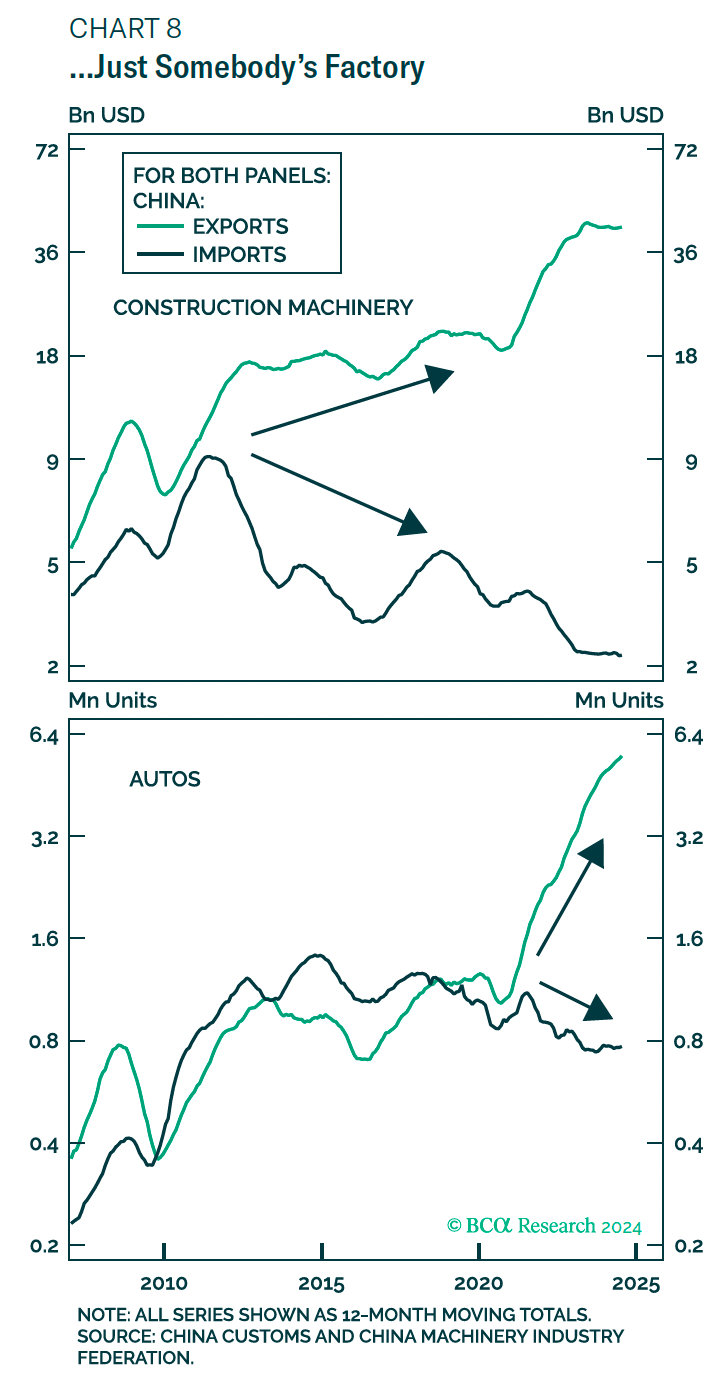 CHART 8
...Just Somebody’s Factory
Bn USD Bn USD
72 72
FOR BOTH PANELS:
CHINA:
EXPORTS
IMPORTS
36 36
CONSTRUCTION MACHINERY
18 18
9 9
5 5
2 2
Mn Units Mn Units
6.4 6.4
AUTOS
3.2 3.2
1.6 1.6
0.8 0.8
0.4 0.4
© BCα Research 2024
0.2 0.2
2010 2015 2020 2025
NOTE: ALL SERIES SHOWN AS 12-MONTH MOVING TOTALS.
SOURCE: CHINA CUSTOMS AND CHINA MACHINERY INDUSTRY
FEDERATION.